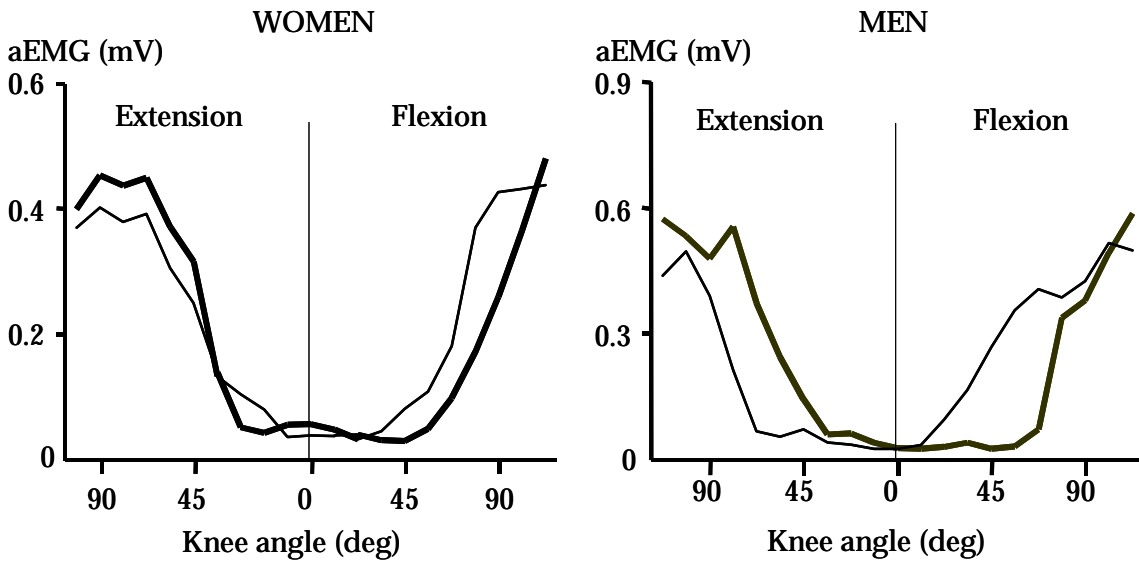 WOMEN
aEMG (mV)
0.6
Extension
Flexion
0.4
0.2
0
90
45
0
45
90
Knee angle (deg)
MEN
aEMG (mV)
0.9
Extension
Flexion
0.6
0.3
0
90
45
0
45
90
Knee angle (deg)